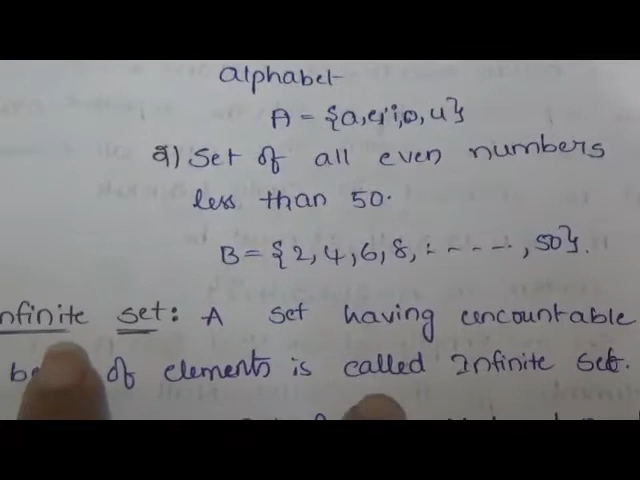 alphabet
A = {a,e,i,o,u}
2) Set of all even numbers
less than 50.
B = {2, 4, 6, 8, . - - - -, 50}.
nfinite set: A set having uncountable
be of elements is called Infinite set.